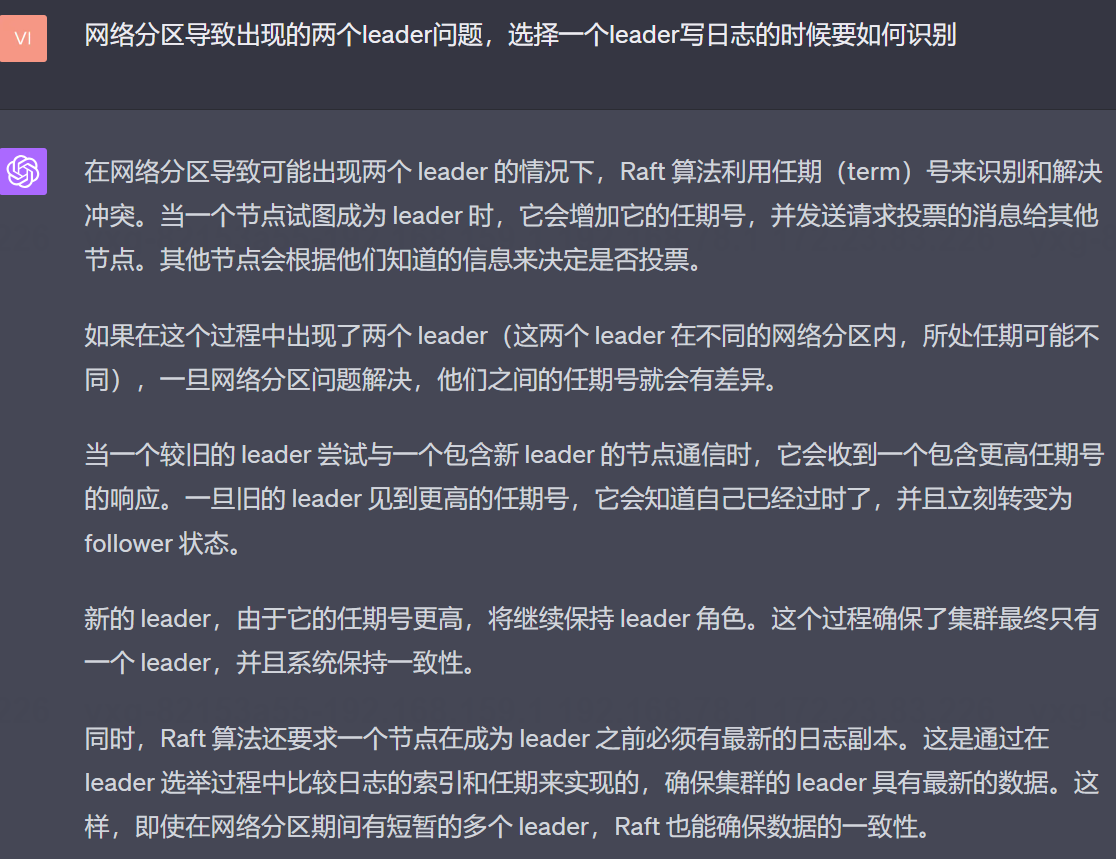 VI
网络分区导致出现的两个leader问题，选择一个leader写日志的时候要如何识别
在网络分区导致可能出现两个 leader 的情况下，Raft 算法利用任期（term）号来识别和解决
冲突。当一个节点试图成为 leader 时，它会增加它的任期号，并发送请求投票的消息给其他
节点。其他节点会根据他们知道的信息来决定是否投票。
如果在这个过程中出现了两个 leader（这两个 leader 在不同的网络分区内，所处任期可能不
同），一旦网络分区问题解决，他们之间的任期号就会有差异。
当一个较旧的 leader 尝试与一个包含新 leader 的节点通信时，它会收到一个包含更高任期号
的响应。一旦旧的 leader 见到更高的任期号，它会知道自己已经过时了，并且立刻转变为
follower 状态。
新的 leader，由于它的任期号更高，将继续保持 leader 角色。这个过程确保了集群最终只有
一个 leader，并且系统保持一致性。
同时，Raft 算法还要求一个节点在成为 leader 之前必须有最新的日志副本。这是通过在
leader 选举过程中比较日志的索引和任期来实现的，确保集群的 leader 具有最新的数据。这
样，即使在网络分区期间有短暂的多个 leader，Raft 也能确保数据的一致性。